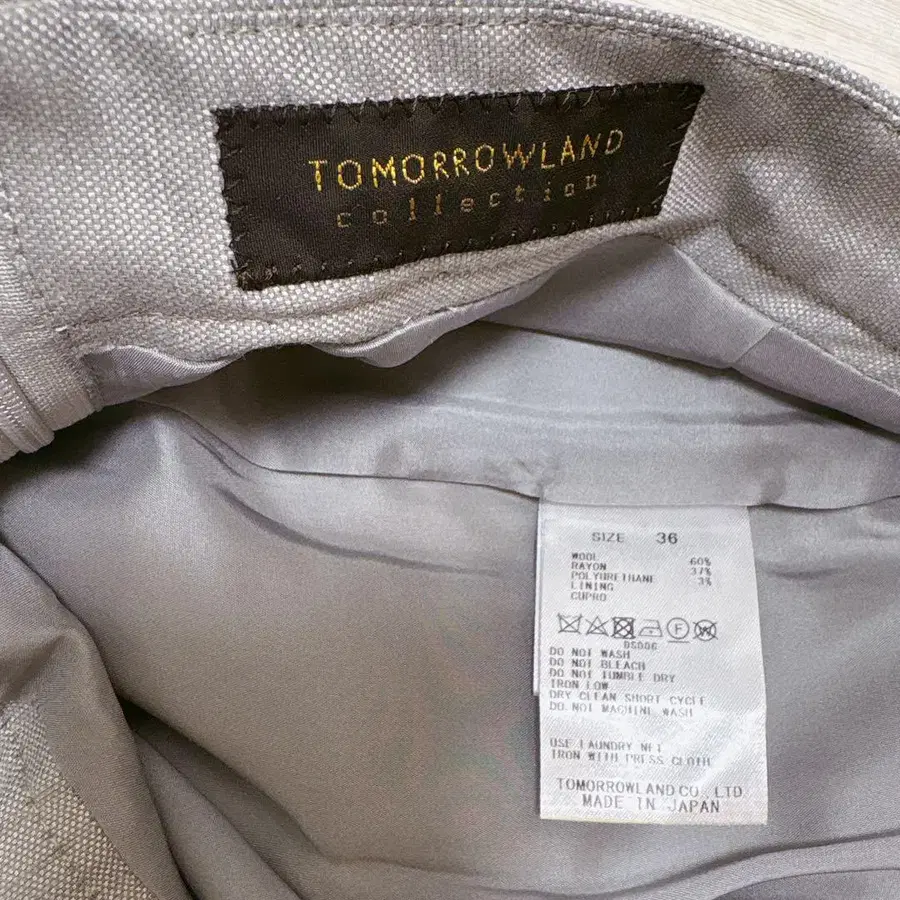 TOMORROWLAND
collection
SIZE 36
WOOL 60%
RAYON 37%
POLYURETHANE 3%
LINING
CUPRO
F
DS006
DO NOT WASH
DO NOT BLEACH
DO NOT TUMBLE DRY
IRON LOW
DRY CLEAN SHORT CYCLE
DO NOT MACHINE WASH
USE LAUNDRY NET
IRON WITH PRESS CLOTH
TOMORROWLAND CO., LTD
MADE IN JAPAN